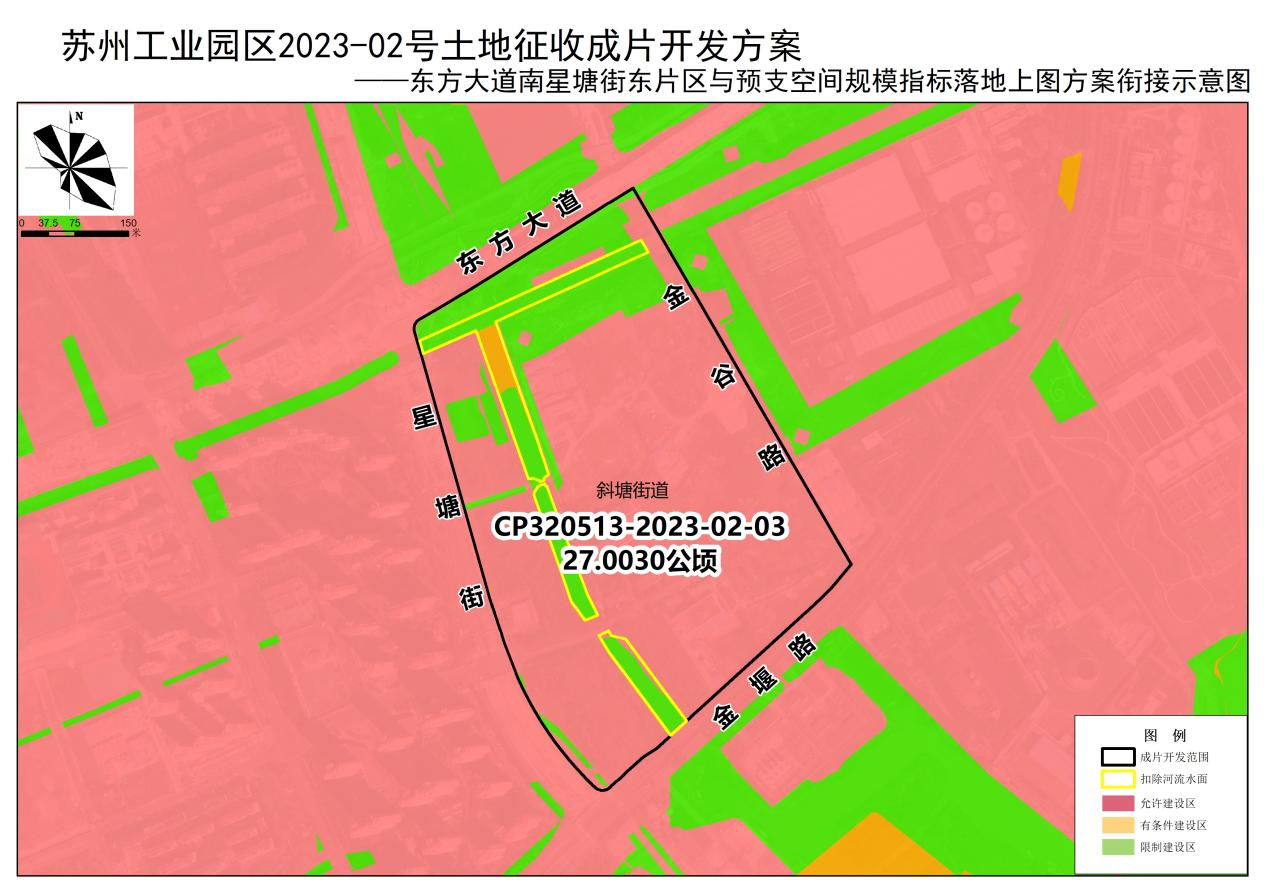 苏州工业园区2023-02号土地征收成片开发方案
——东方大道南星塘街东片区与预支空间规模指标落地上图方案衔接示意图
N
0 37.5 75 150
米
东方大道
金谷路
星塘街
斜塘街道
CP320513-2023-02-03
27.0030公顷
金堰路
图 例
成片开发范围
扣除河流水面
允许建设区
有条件建设区
限制建设区